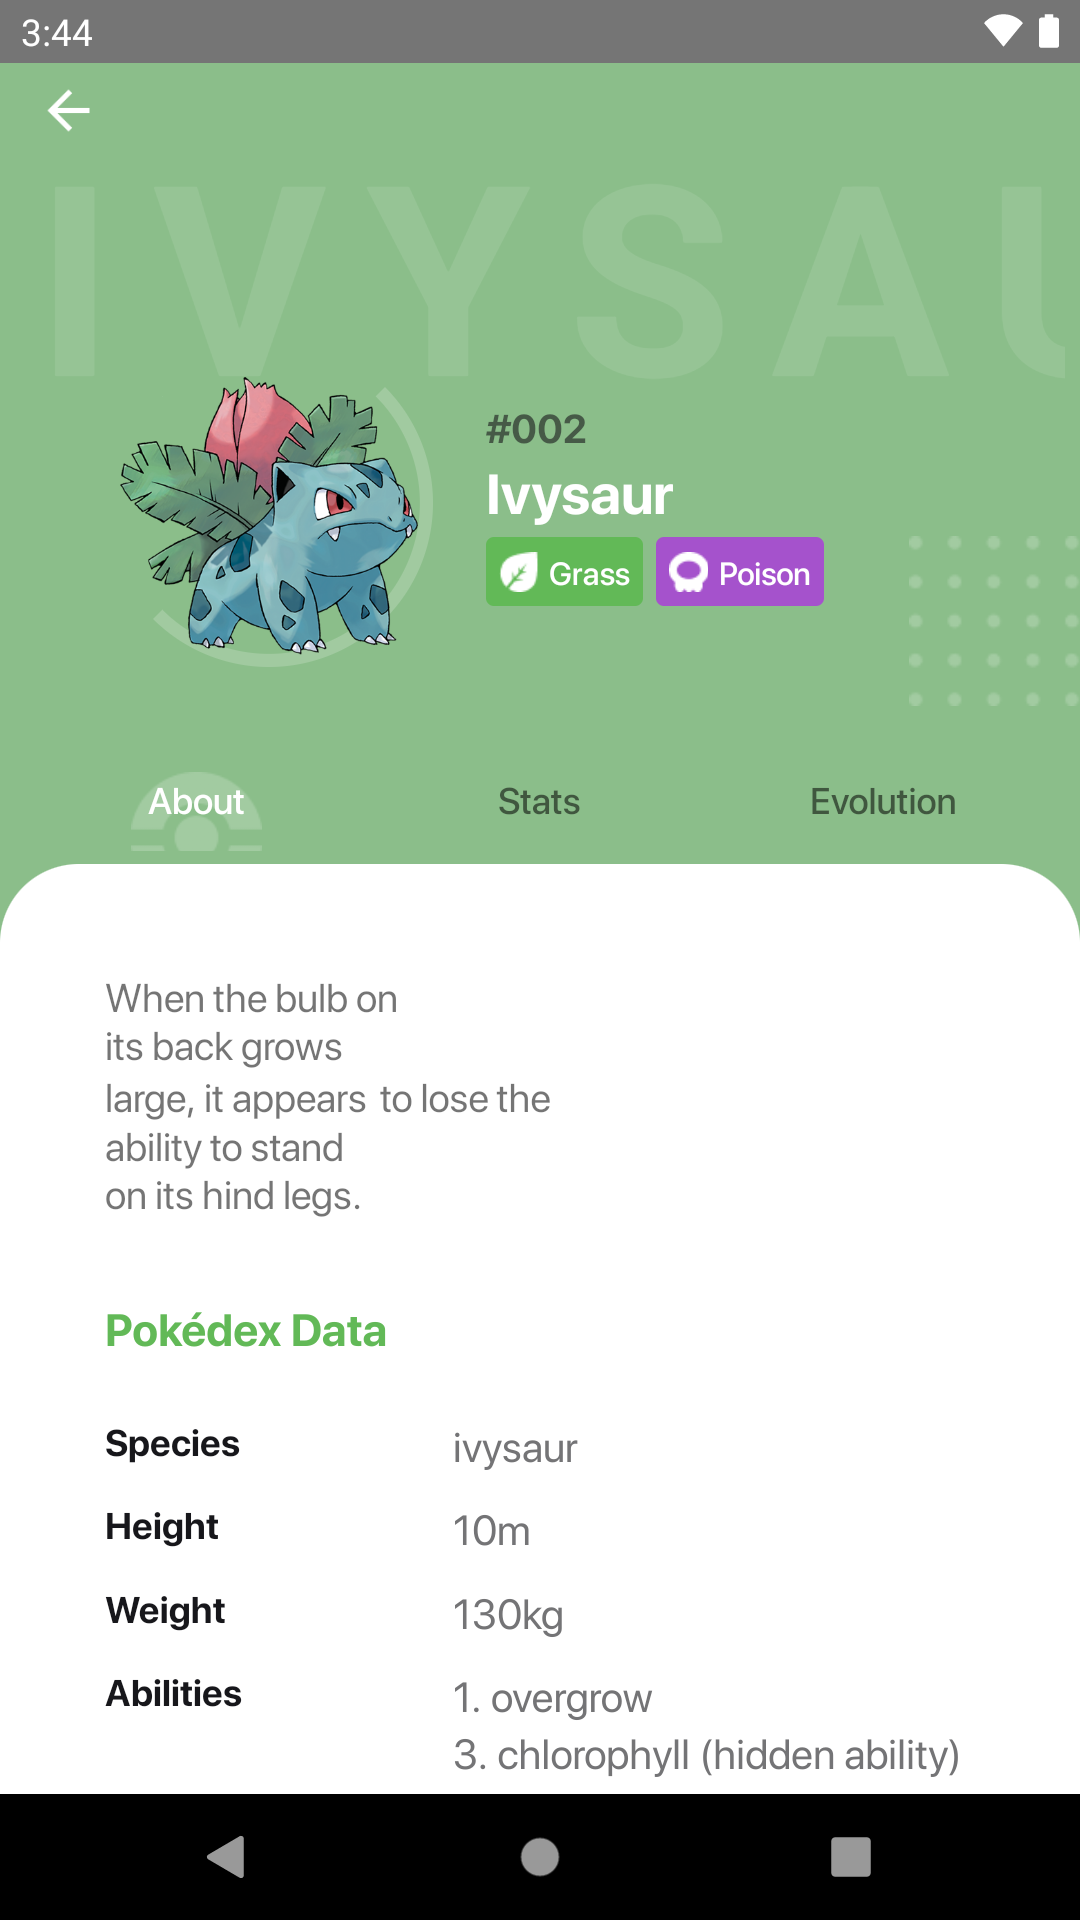 3:44
IVYSAU
#002
Ivysaur
Grass
Poison
About
Stats
Evolution
When the bulb on
its back grows
large, it appears to lose the
ability to stand
on its hind legs.
Pokédex Data
Species
ivysaur
Height
10m
Weight
130kg
Abilities
1. overgrow
3. chlorophyll (hidden ability)